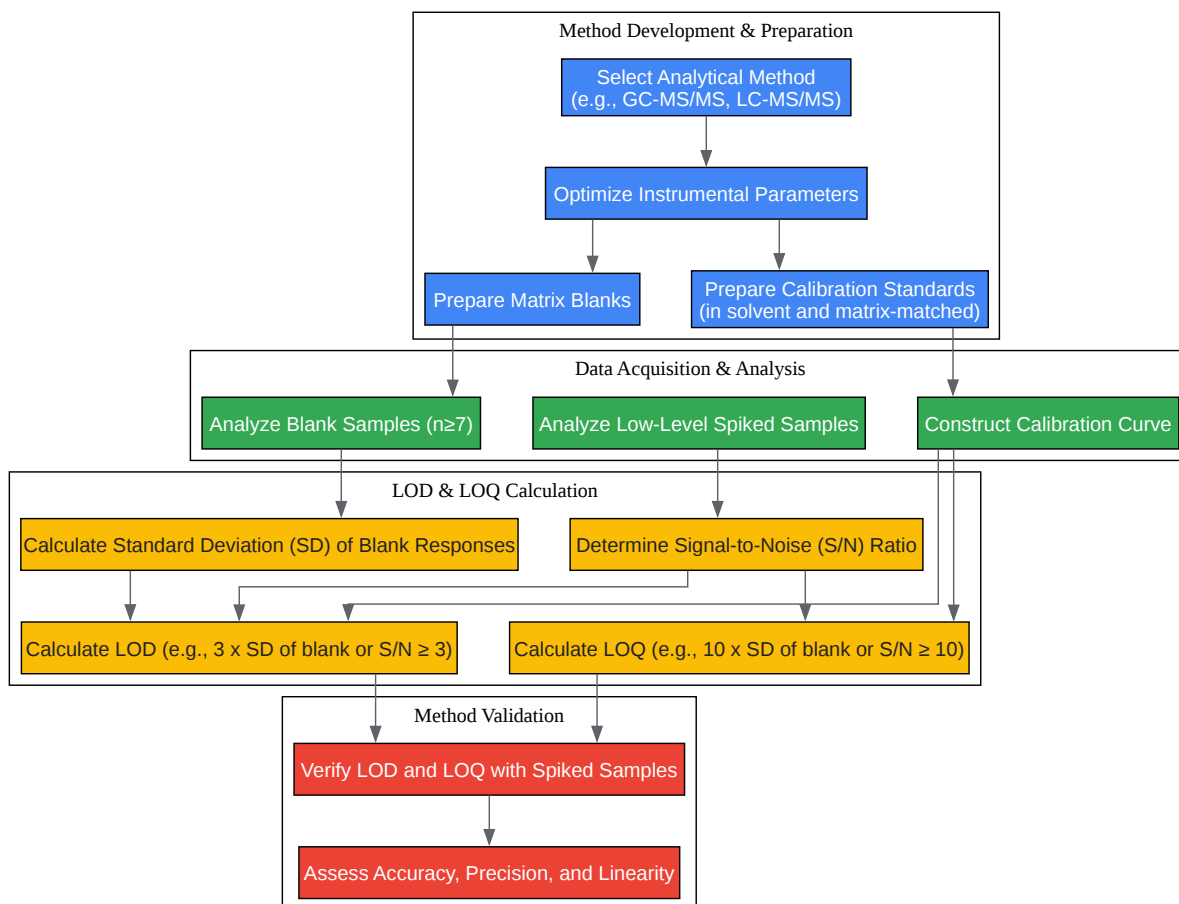 Method Development & Preparation
Select Analytical Method
(e.g., GC-MS/MS, LC-MS/MS)
Optimize Instrumental Parameters
Prepare Matrix Blanks
Prepare Calibration Standards
(in solvent and matrix-matched)
Data Acquisition & Analysis
Analyze Blank Samples (n≥7)
Analyze Low-Level Spiked Samples
Construct Calibration Curve
LOD & LOQ Calculation
Calculate Standard Deviation (SD) of Blank Responses
Determine Signal-to-Noise (S/N) Ratio
Calculate LOD (e.g., 3 x SD of blank or S/N ≥ 3)
Calculate LOQ (e.g., 10 x SD of blank or S/N ≥ 10)
Method Validation
Verify LOD and LOQ with Spiked Samples
Assess Accuracy, Precision, and Linearity